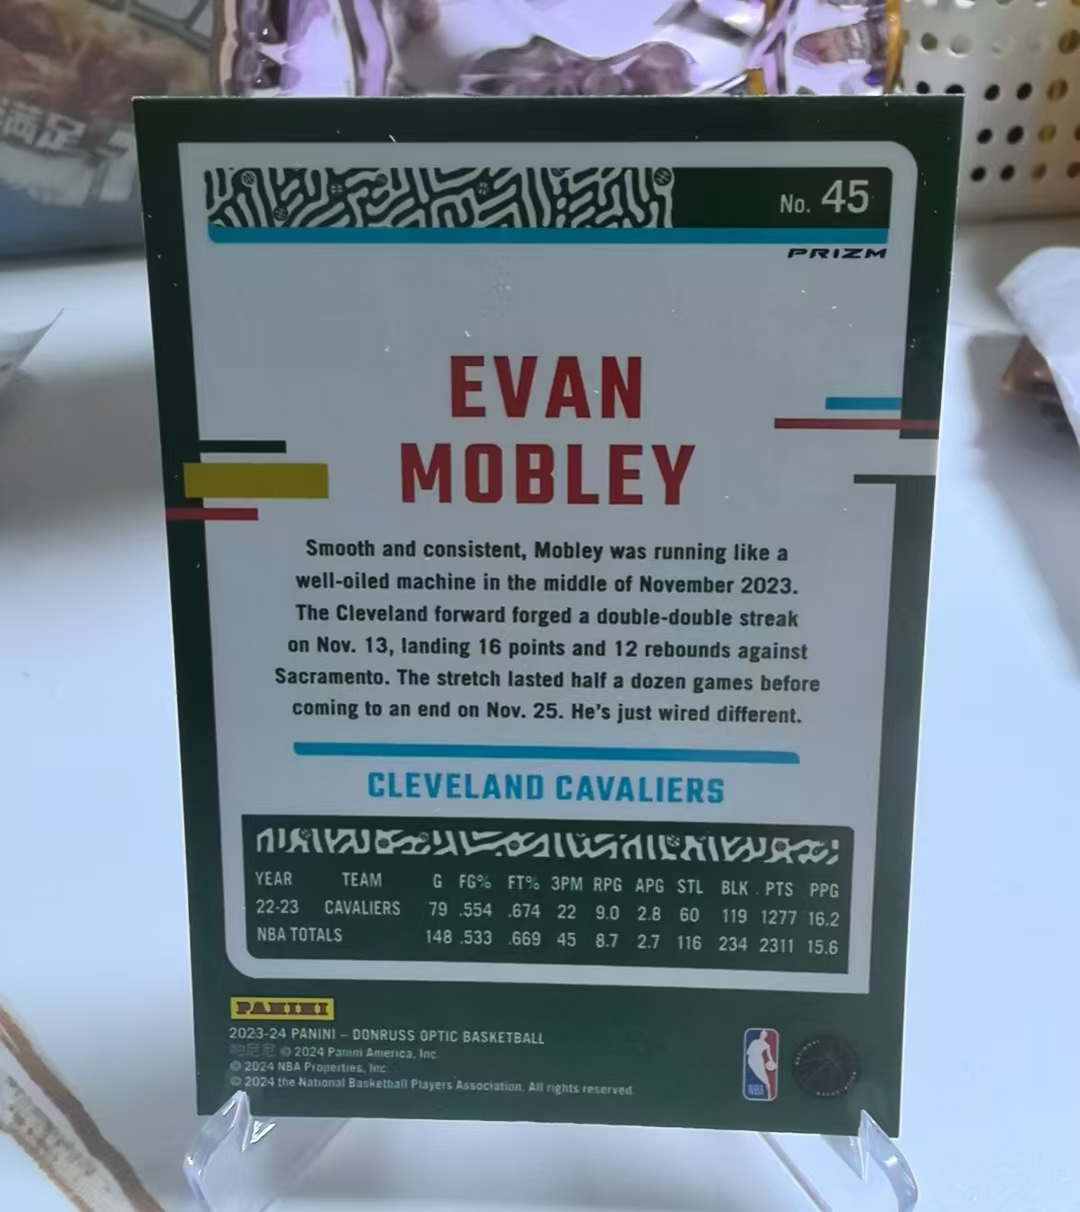 满足
No. 45
PRIZM
EVAN
MOBLEY
Smooth and consistent, Mobley was running like a
well-oiled machine in the middle of November 2023.
The Cleveland forward forged a double-double streak
on Nov. 13, landing 16 points and 12 rebounds against
Sacramento. The stretch lasted half a dozen games before
coming to an end on Nov. 25. He's just wired different.
CLEVELAND CAVALIERS
YEAR TEAM G FG% FT% 3PM RPG APG STL BLK PTS PPG
22-23 CAVALIERS 79 .554 .674 22 9.0 2.8 60 119 1277 16.2
NBA TOTALS 148 .533 .669 45 8.7 2.7 116 234 2311 15.6
PANINI
2023-24 PANINI – DONRUSS OPTIC BASKETBALL
帕尼尼 © 2024 Panini America, Inc.
© 2024 NBA Properties, Inc.
© 2024 the National Basketball Players Association. All rights reserved.
NBA